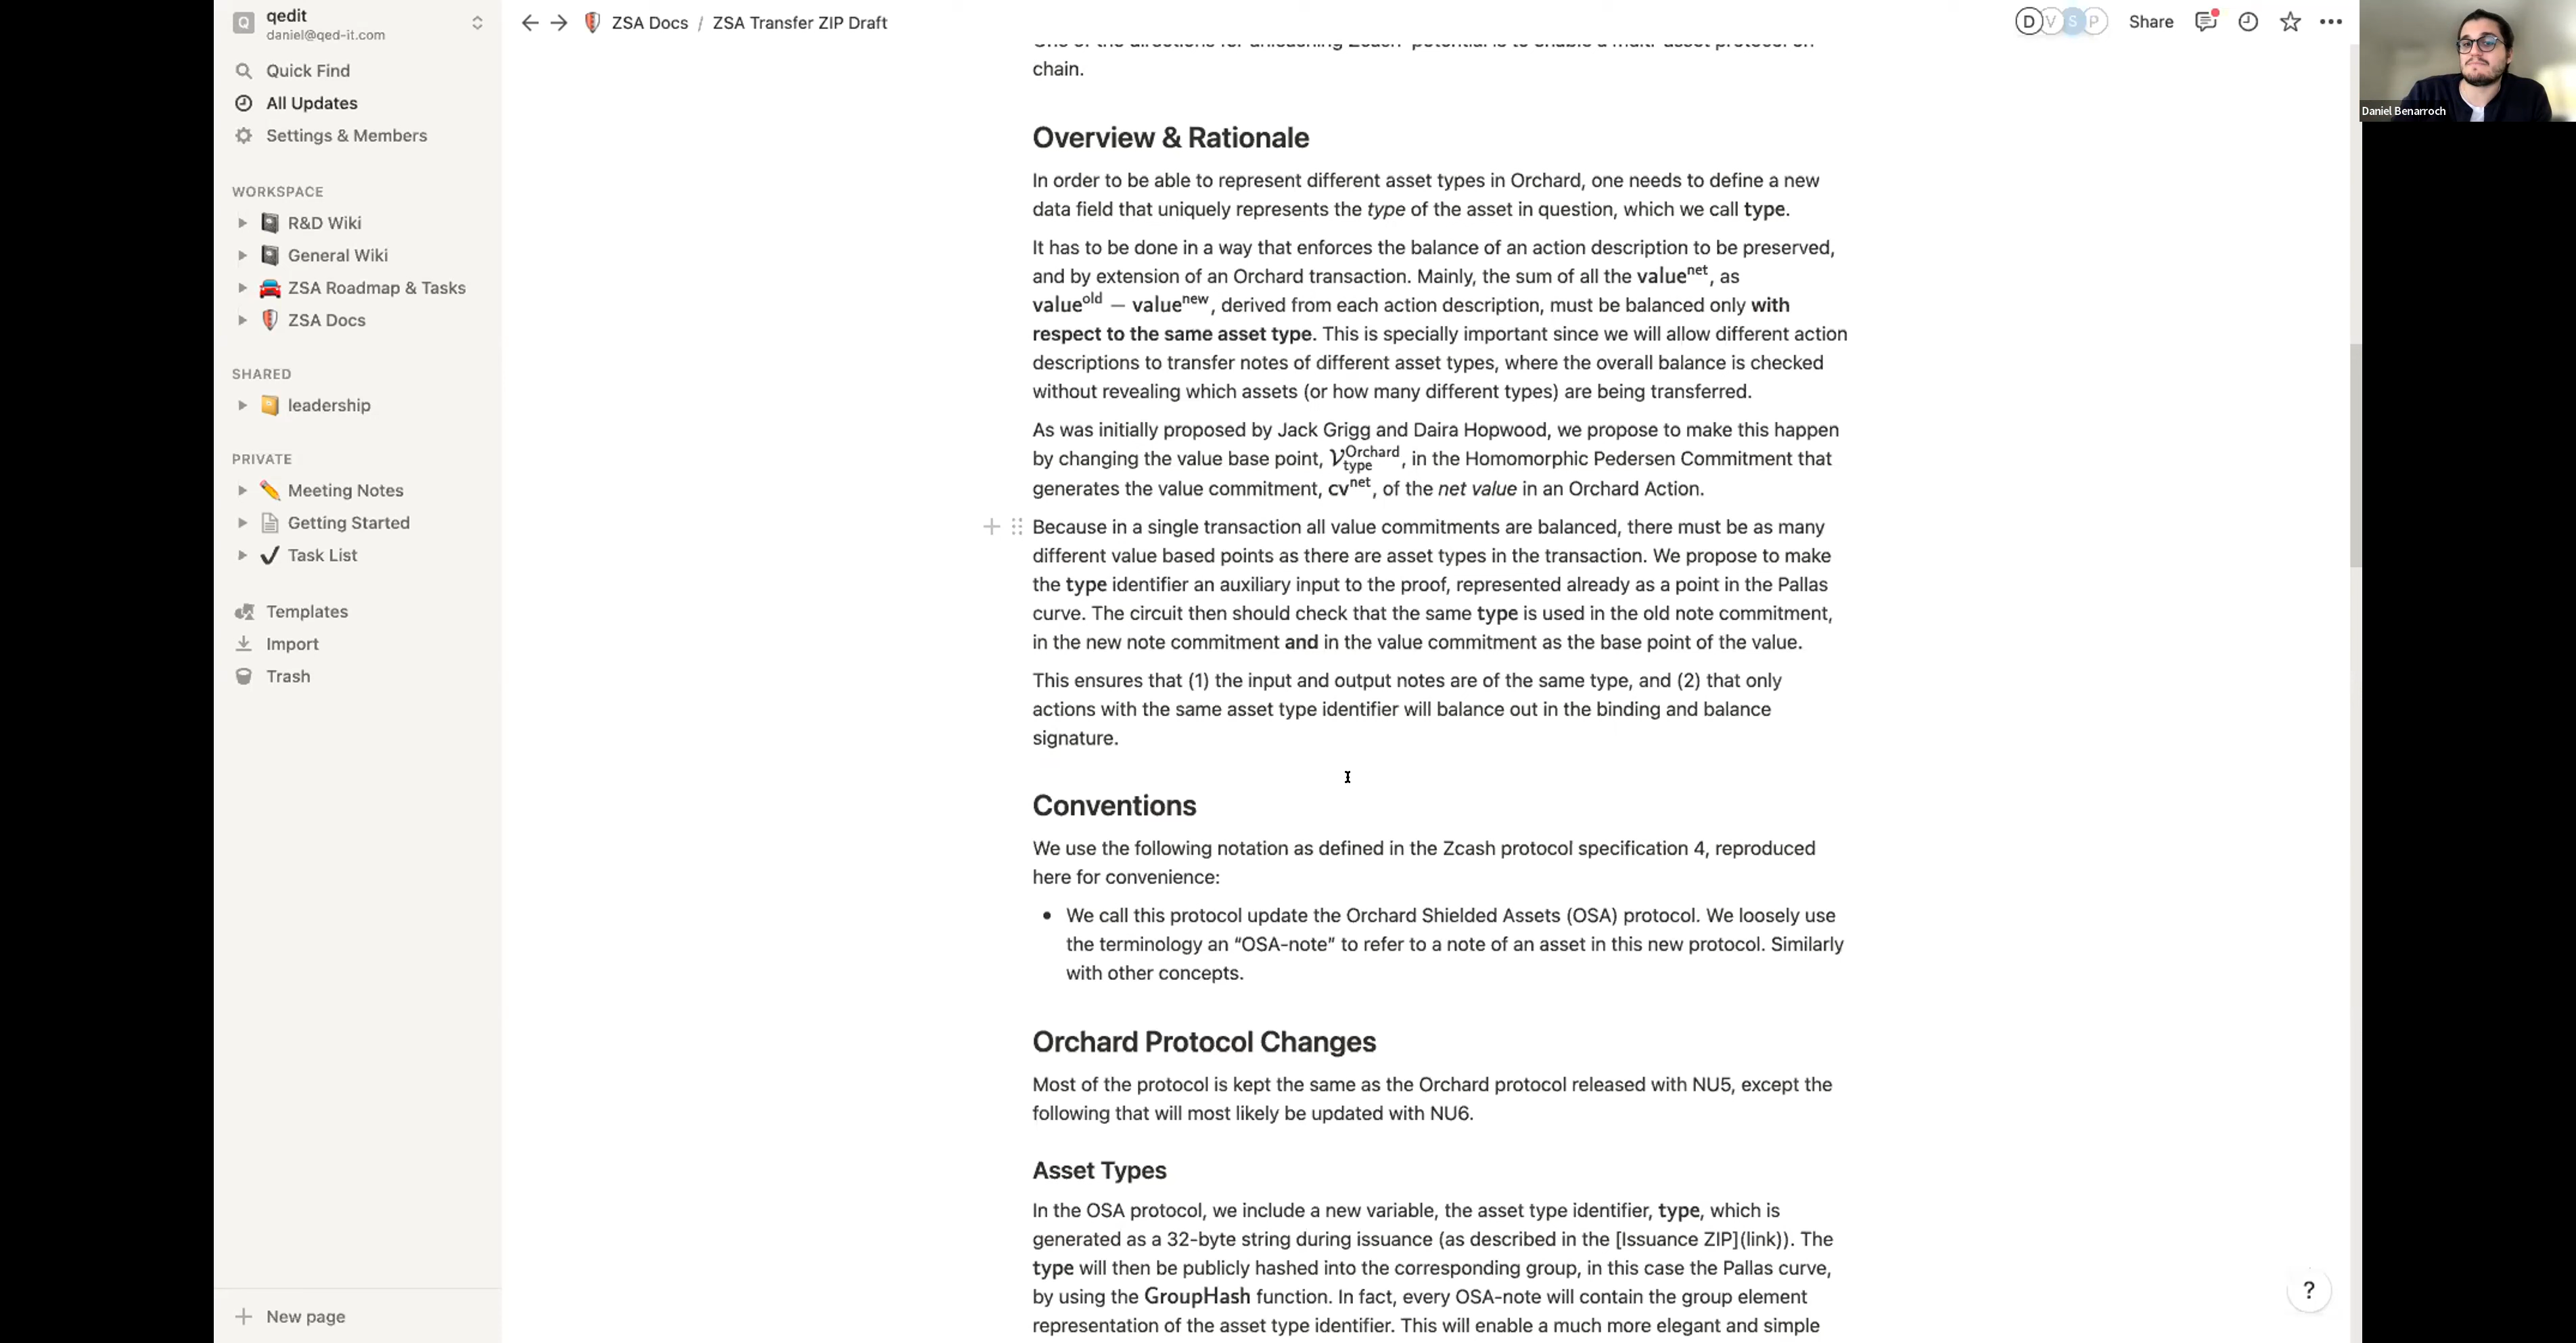 qedit
daniel@qed-it.com
Quick Find
All Updates
Settings & Members
WORKSPACE
R&D Wiki
General Wiki
ZSA Roadmap & Tasks
ZSA Docs
SHARED
leadership
PRIVATE
Meeting Notes
Getting Started
Task List
Templates
Import
Trash
New page
ZSA Docs / ZSA Transfer ZIP Draft
D V S P Share
Daniel Benarroch
One of the directions for unleashing Zcash' potential is to enable a multi-asset protocol on
chain.
Overview & Rationale
In order to be able to represent different asset types in Orchard, one needs to define a new
data field that uniquely represents the type of the asset in question, which we call type.
It has to be done in a way that enforces the balance of an action description to be preserved,
and by extension of an Orchard transaction. Mainly, the sum of all the value^net, as
value^old − value^new, derived from each action description, must be balanced only with
respect to the same asset type. This is specially important since we will allow different action
descriptions to transfer notes of different asset types, where the overall balance is checked
without revealing which assets (or how many different types) are being transferred.
As was initially proposed by Jack Grigg and Daira Hopwood, we propose to make this happen
by changing the value base point, 𝒱^Orchard_type, in the Homomorphic Pedersen Commitment that
generates the value commitment, cv^net, of the net value in an Orchard Action.
Because in a single transaction all value commitments are balanced, there must be as many
different value based points as there are asset types in the transaction. We propose to make
the type identifier an auxiliary input to the proof, represented already as a point in the Pallas
curve. The circuit then should check that the same type is used in the old note commitment,
in the new note commitment and in the value commitment as the base point of the value.
This ensures that (1) the input and output notes are of the same type, and (2) that only
actions with the same asset type identifier will balance out in the binding and balance
signature.
Conventions
We use the following notation as defined in the Zcash protocol specification 4, reproduced
here for convenience:
• We call this protocol update the Orchard Shielded Assets (OSA) protocol. We loosely use
the terminology an “OSA-note” to refer to a note of an asset in this new protocol. Similarly
with other concepts.
Orchard Protocol Changes
Most of the protocol is kept the same as the Orchard protocol released with NU5, except the
following that will most likely be updated with NU6.
Asset Types
In the OSA protocol, we include a new variable, the asset type identifier, type, which is
generated as a 32-byte string during issuance (as described in the [Issuance ZIP](link)). The
type will then be publicly hashed into the corresponding group, in this case the Pallas curve,
by using the GroupHash function. In fact, every OSA-note will contain the group element
representation of the asset type identifier. This will enable a much more elegant and simple
?